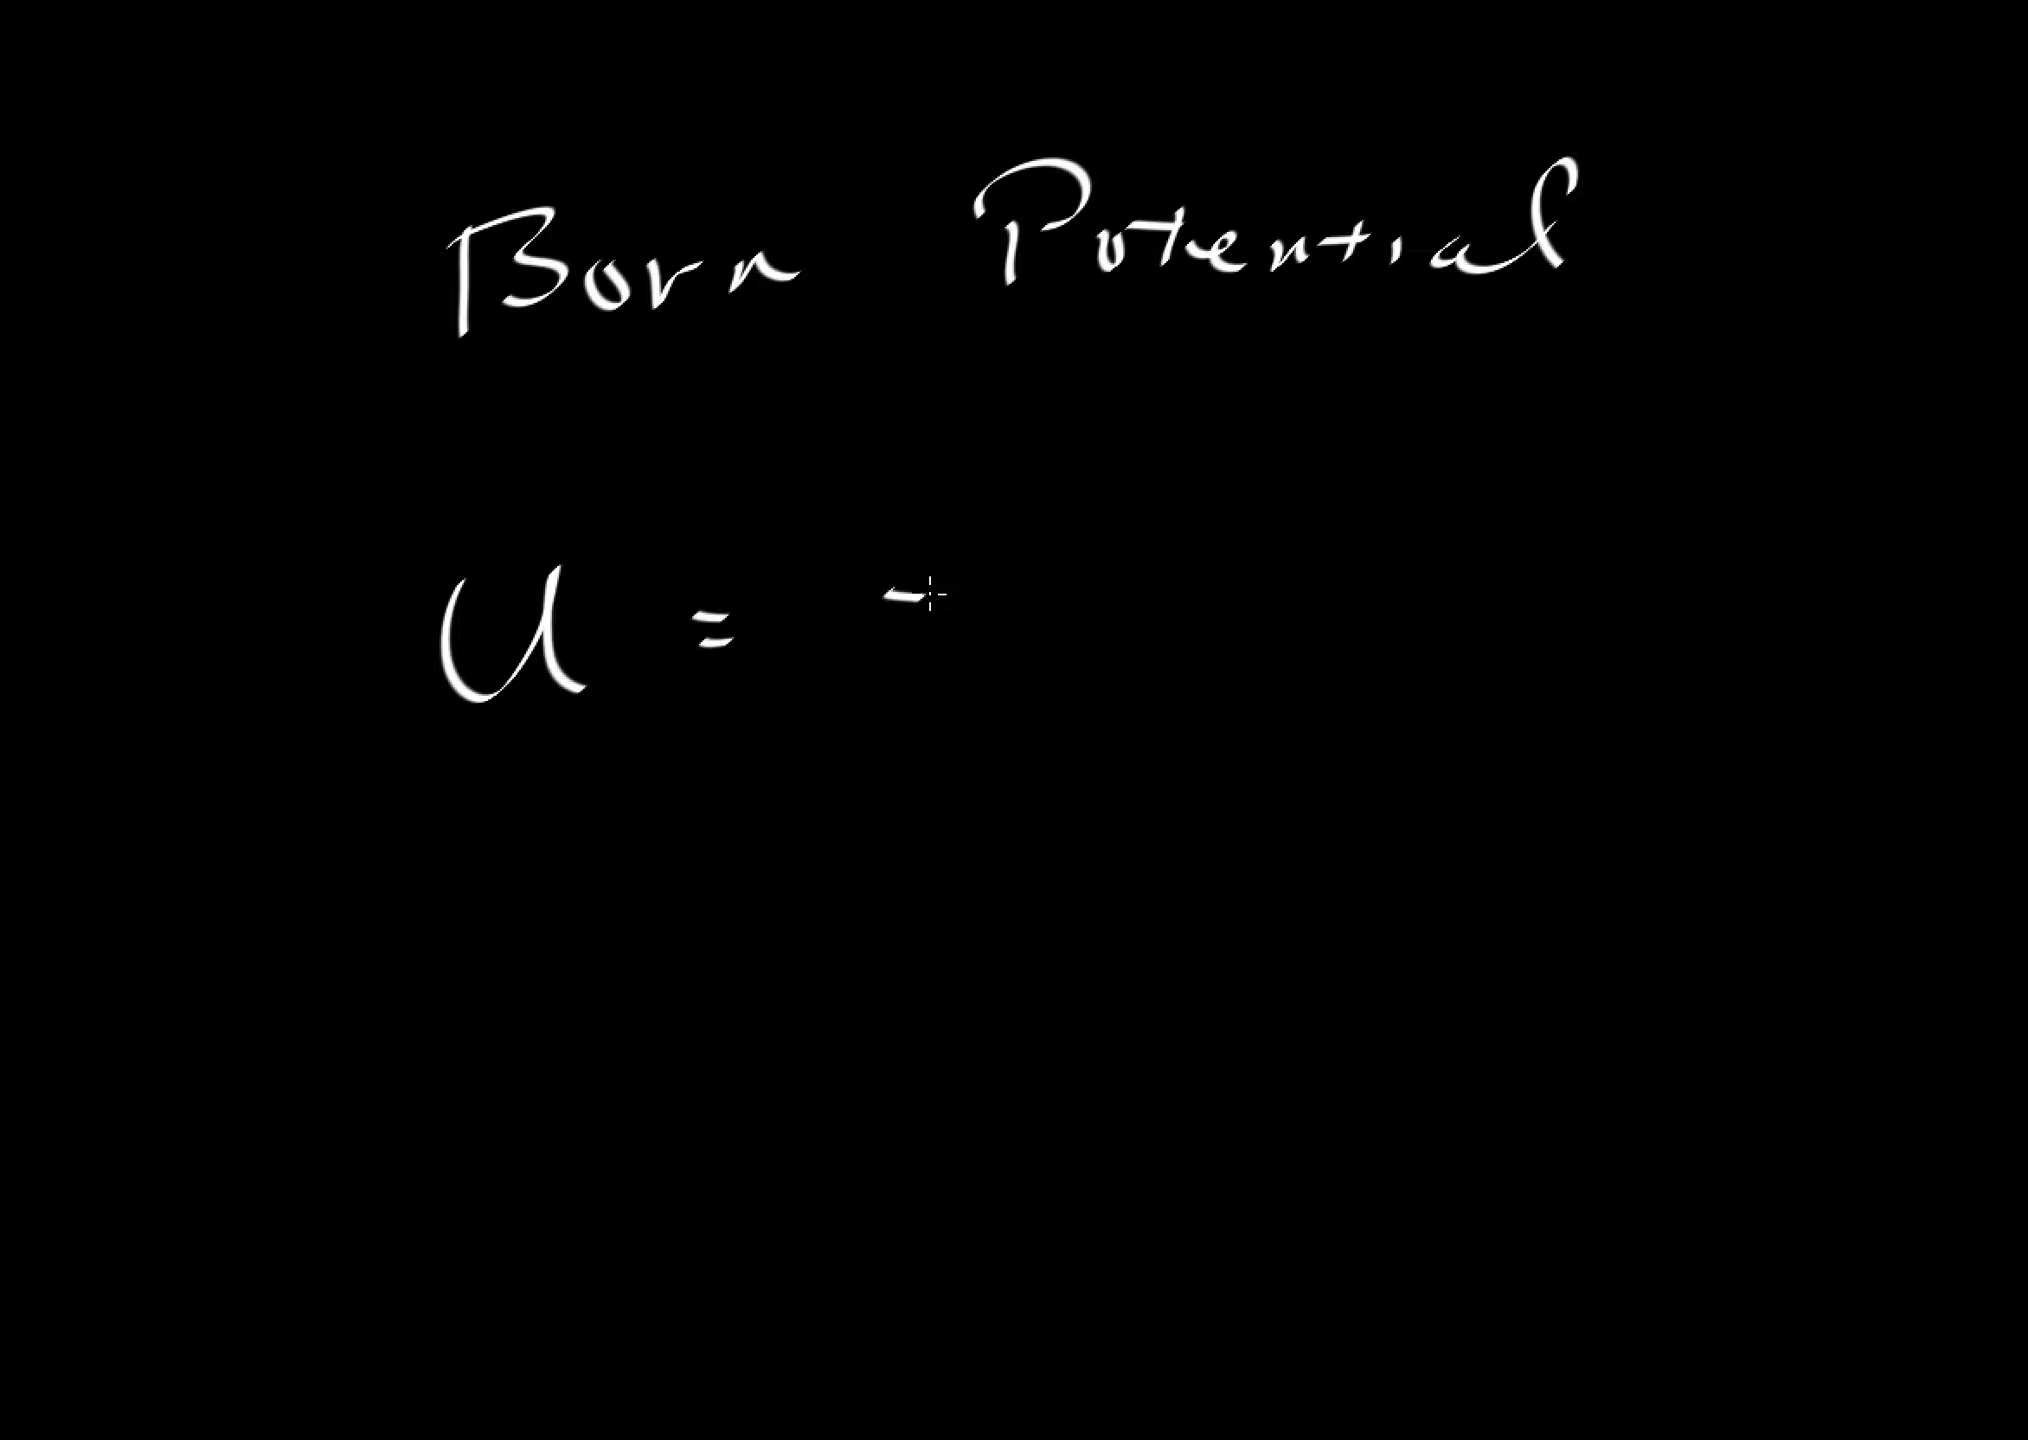 Born Potential
U = -